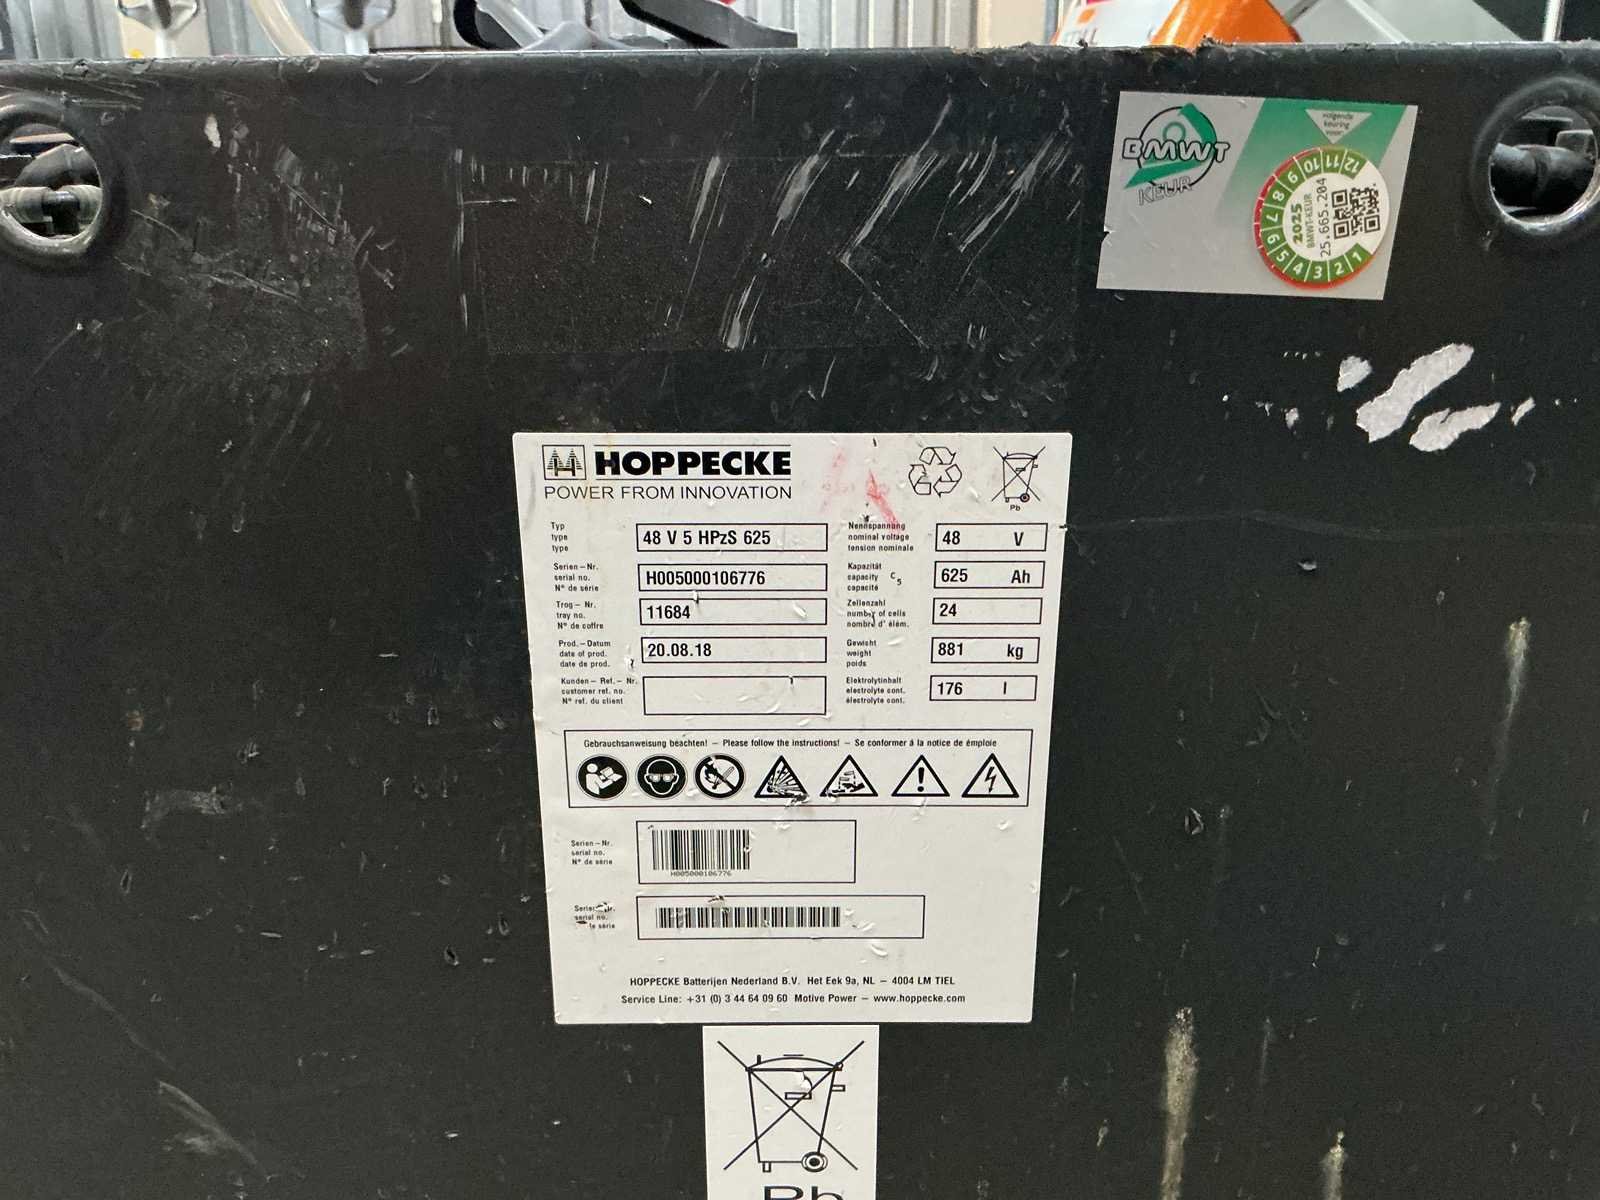 BMWT
KEUR
volgende
keuring
voor:
1 2 3 4 5 6 7 8 9 10 11 12
2025
BMWT-KEUR
25.665.204
HOPPECKE
POWER FROM INNOVATION
Pb
Typ
type
type
48 V 5 HPzS 625
Nennspannung
nominal voltage
tension nominale
48 V
Serien-Nr.
serial no.
N° de série
H005000106776
Kapazität
capacity C5
capacité
625 Ah
Trog-Nr.
tray no.
N° de coffre
11684
Zellenzahl
number of cells
nombre d' élém.
24
Prod.-Datum
date of prod.
date de prod.
20.08.18
Gewicht
weight
poids
881 kg
Kunden-Ref.-Nr.
customer ref. no.
N° ref. du client
Elektrolytinhalt
electrolyte cont.
électrolyte cont.
176 l
Gebrauchsanweisung beachten! – Please follow the instructions! – Se conformer à la notice de émploie
Serien-Nr.
serial no.
N° de série
H005000106776
serial no.
de série
HOPPECKE Batterijen Nederland B.V. Het Eek 9a, NL – 4004 LM TIEL
Service Line: +31 (0) 3 44 64 09 60 Motive Power – www.hoppecke.com
Pb